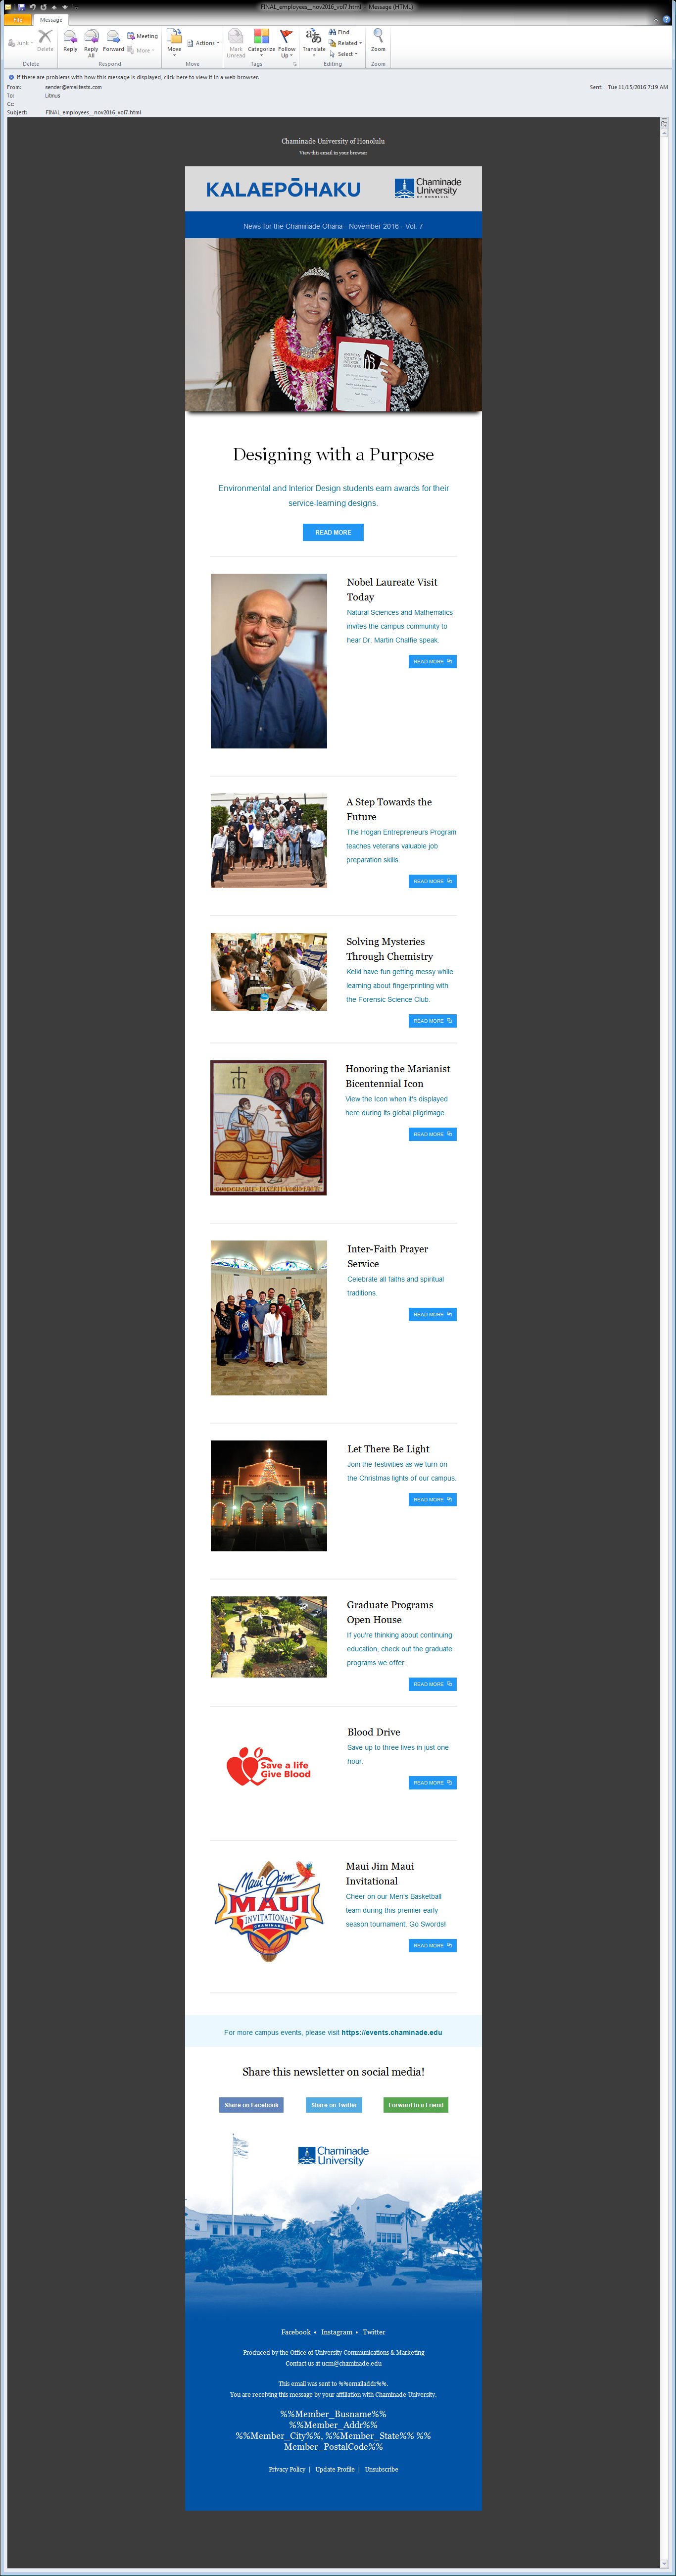 FINAL_employees__nov2016_vol7.html - Message (HTML)
File
Message
Junk
Delete
Reply
Reply All
Forward
Meeting
More
Move
Actions
Mark Unread
Categorize
Follow Up
Translate
Find
Related
Select
Zoom
Delete
Respond
Move
Tags
Editing
Zoom
If there are problems with how this message is displayed, click here to view it in a web browser.
From: sender@emailtests.com
Sent: Tue 11/15/2016 7:19 AM
To: Litmus
Cc:
Subject: FINAL_employees__nov2016_vol7.html
Chaminade University of Honolulu
View this email in your browser
KALAEPŌHAKU
Chaminade
University
OF HONOLULU
News for the Chaminade Ohana - November 2016 - Vol. 7
Designing with a Purpose
Environmental and Interior Design students earn awards for their
service-learning designs.
READ MORE
Nobel Laureate Visit
Today
Natural Sciences and Mathematics
invites the campus community to
hear Dr. Martin Chalfie speak.
READ MORE
A Step Towards the
Future
The Hogan Entrepreneurs Program
teaches veterans valuable job
preparation skills.
READ MORE
Solving Mysteries
Through Chemistry
Keiki have fun getting messy while
learning about fingerprinting with
the Forensic Science Club.
READ MORE
Honoring the Marianist
Bicentennial Icon
View the Icon when it's displayed
here during its global pilgrimage.
READ MORE
Inter-Faith Prayer
Service
Celebrate all faiths and spiritual
traditions.
READ MORE
Let There Be Light
Join the festivities as we turn on
the Christmas lights of our campus.
READ MORE
Graduate Programs
Open House
If you're thinking about continuing
education, check out the graduate
programs we offer.
READ MORE
Save a life
Give Blood
Blood Drive
Save up to three lives in just one
hour.
READ MORE
Maui Jim
MAUI
INVITATIONAL
CHAMINADE
Maui Jim Maui
Invitational
Cheer on our Men's Basketball
team during this premier early
season tournament. Go Swords!
READ MORE
For more campus events, please visit https://events.chaminade.edu
Share this newsletter on social media!
Share on Facebook
Share on Twitter
Forward to a Friend
Chaminade
University
Facebook • Instagram • Twitter
Produced by the Office of University Communications & Marketing
Contact us at ucm@chaminade.edu
This email was sent to %%emailaddr%%.
You are receiving this message by your affiliation with Chaminade University.
%%Member_Busname%%
%%Member_Addr%%
%%Member_City%%, %%Member_State%% %%
Member_PostalCode%%
Privacy Policy | Update Profile | Unsubscribe